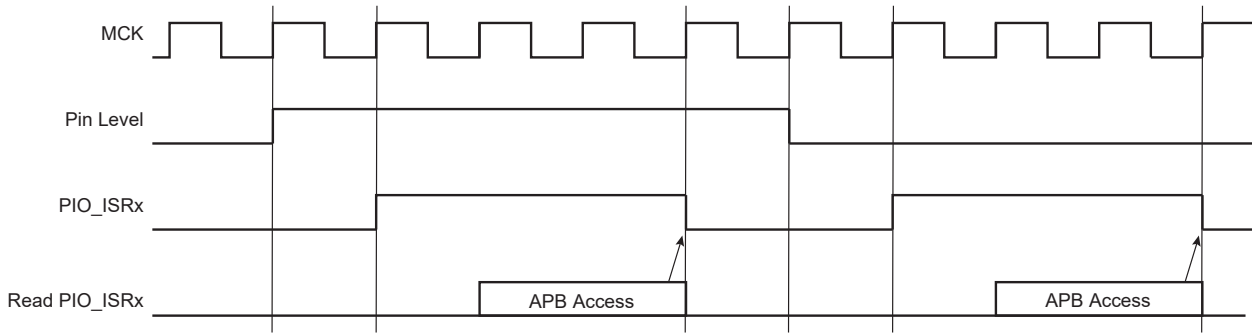 MCK
Pin Level
PIO_ISRx
Read PIO_ISRx
APB Access
APB Access